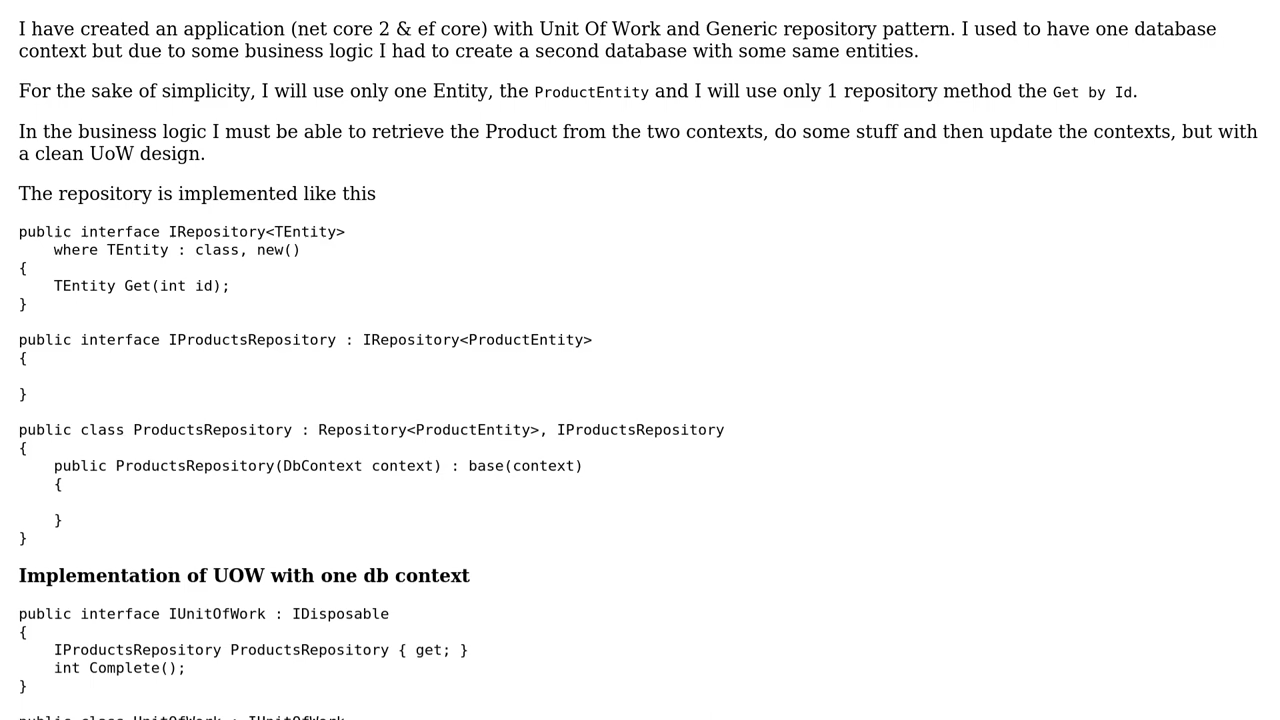 I have created an application (net core 2 & ef core) with Unit Of Work and Generic repository pattern. I used to have one database
context but due to some business logic I had to create a second database with some same entities.
For the sake of simplicity, I will use only one Entity, the ProductEntity and I will use only 1 repository method the Get by Id.
In the business logic I must be able to retrieve the Product from the two contexts, do some stuff and then update the contexts, but with
a clean UoW design.
The repository is implemented like this
public interface IRepository<TEntity>
    where TEntity : class, new()
{
    TEntity Get(int id);
}
public interface IProductsRepository : IRepository<ProductEntity>
{
}
public class ProductsRepository : Repository<ProductEntity>, IProductsRepository
{
    public ProductsRepository(DbContext context) : base(context)
    {
    }
}
Implementation of UOW with one db context
public interface IUnitOfWork : IDisposable
{
    IProductsRepository ProductsRepository { get; }
    int Complete();
}
public class UnitOfWork : IUnitOfWork